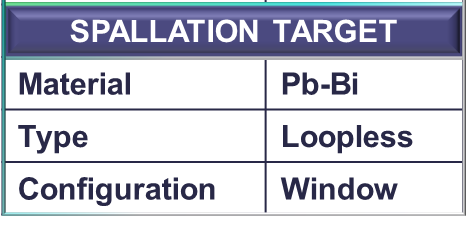 SPALLATION TARGET
Material Pb-Bi
Type Loopless
Configuration Window